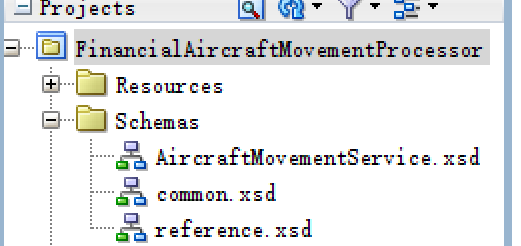 Projects
FinancialAircraftMovementProcessor
Resources
Schemas
AircraftMovementService.xsd
common.xsd
reference.xsd